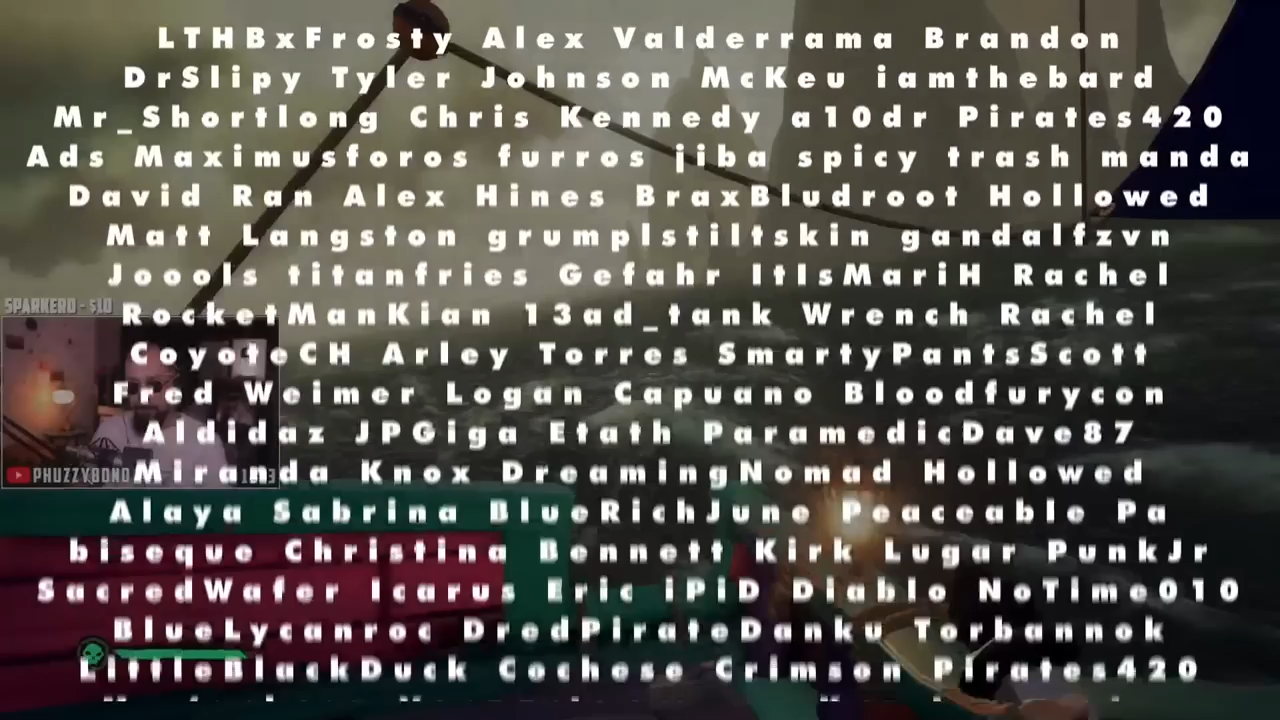 LTHBxFrosty Alex Valderrama Brandon
DrSlipy Tyler Johnson McKeu iamthebard
Mr_Shortlong Chris Kennedy a10dr Pirates420
Ads Maximusforos furros jiba spicy trash manda
David Ran Alex Hines BraxBludroot Hollowed
Matt Langston grumplstiltskin gandalfzvn
Joools titanfries Gefahr ItIsMariH Rachel
SPARKERD - $10
RocketManKian 13ad_tank Wrench Rachel
CoyoteCH Arley Torres SmartyPantsScott
Fred Weimer Logan Capuano Bloodfurycon
Aldidaz JPGiga Etath ParamedicDave87
PHUZZYBOND
Miranda Knox DreamingNomad Hollowed
Alaya Sabrina BlueRichJune Peaceable Pa
biseque Christina Bennett Kirk Lugar PunkJr
SacredWafer Icarus Eric iPiD Diablo NoTime010
BlueLycanroc DredPirateDanku Torbannok
LittleBlackDuck Cochese Crimson Pirates420